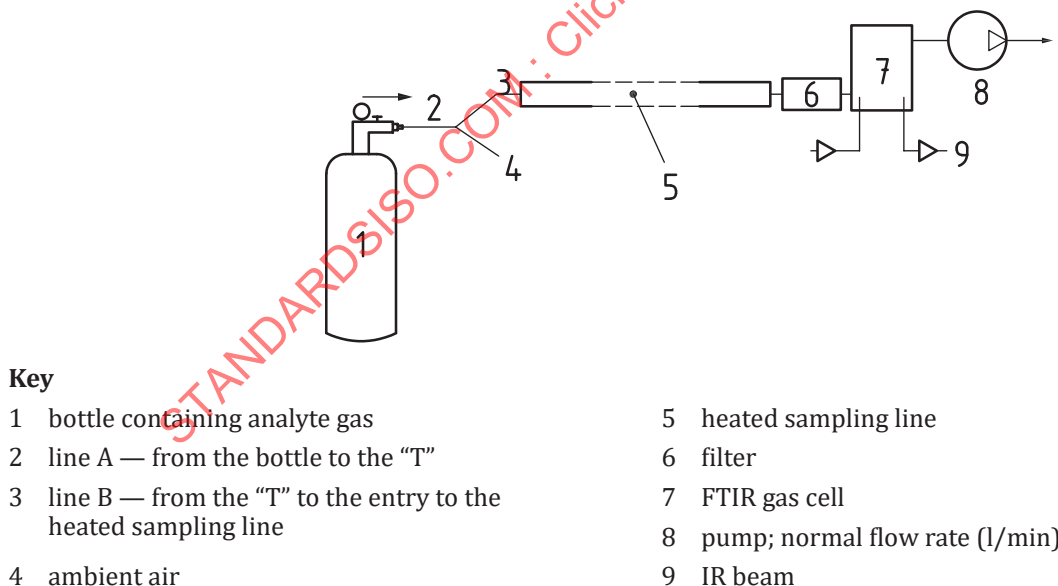 2
3
4
5
6
7
8
9
1
STANDARDSISO.COM : Clic
Key
1 bottle containing analyte gas
2 line A — from the bottle to the “T”
3 line B — from the “T” to the entry to the
heated sampling line
4 ambient air
5 heated sampling line
6 filter
7 FTIR gas cell
8 pump; normal flow rate (l/min)
9 IR beam